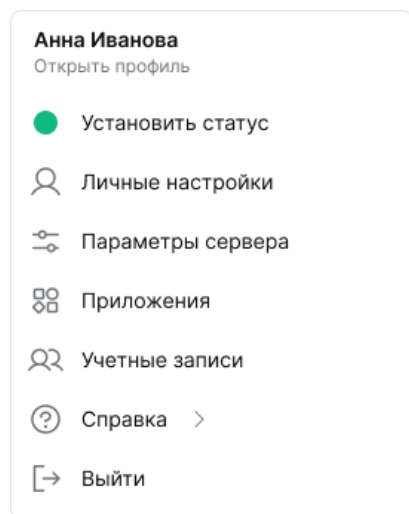 Анна Иванова
Открыть профиль
Установить статус
Личные настройки
Параметры сервера
Приложения
Учетные записи
Справка
Выйти